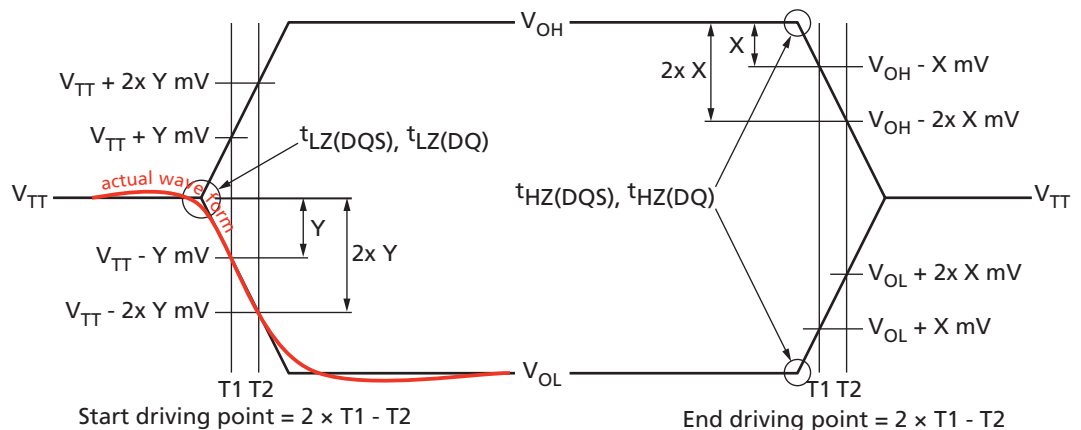 VOH
X
VTT + 2x Y mV
2x X
VOH - X mV
VOH - 2x X mV
VTT + Y mV
tLZ(DQS), tLZ(DQ)
actual wave form
tHZ(DQS), tHZ(DQ)
VTT
VTT
Y
2x Y
VTT - Y mV
VOL + 2x X mV
VTT - 2x Y mV
VOL + X mV
VOL
T1 T2
T1 T2
Start driving point = 2 × T1 - T2
End driving point = 2 × T1 - T2